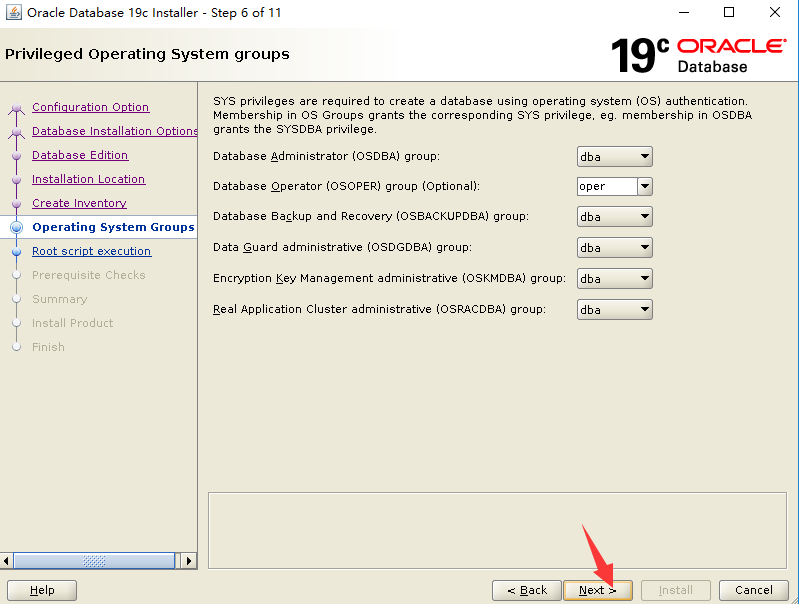 Oracle Database 19c Installer - Step 6 of 11
Privileged Operating System groups
19c ORACLE
Database
Configuration Option
Database Installation Options
Database Edition
Installation Location
Create Inventory
Operating System Groups
Root script execution
Prerequisite Checks
Summary
Install Product
Finish
SYS privileges are required to create a database using operating system (OS) authentication.
Membership in OS Groups grants the corresponding SYS privilege, eg. membership in OSDBA
grants the SYSDBA privilege.
Database Administrator (OSDBA) group: dba
Database Operator (OSOPER) group (Optional): oper
Database Backup and Recovery (OSBACKUPDBA) group: dba
Data Guard administrative (OSDGDBA) group: dba
Encryption Key Management administrative (OSKMDBA) group: dba
Real Application Cluster administrative (OSRACDBA) group: dba
Help < Back Next > Install Cancel